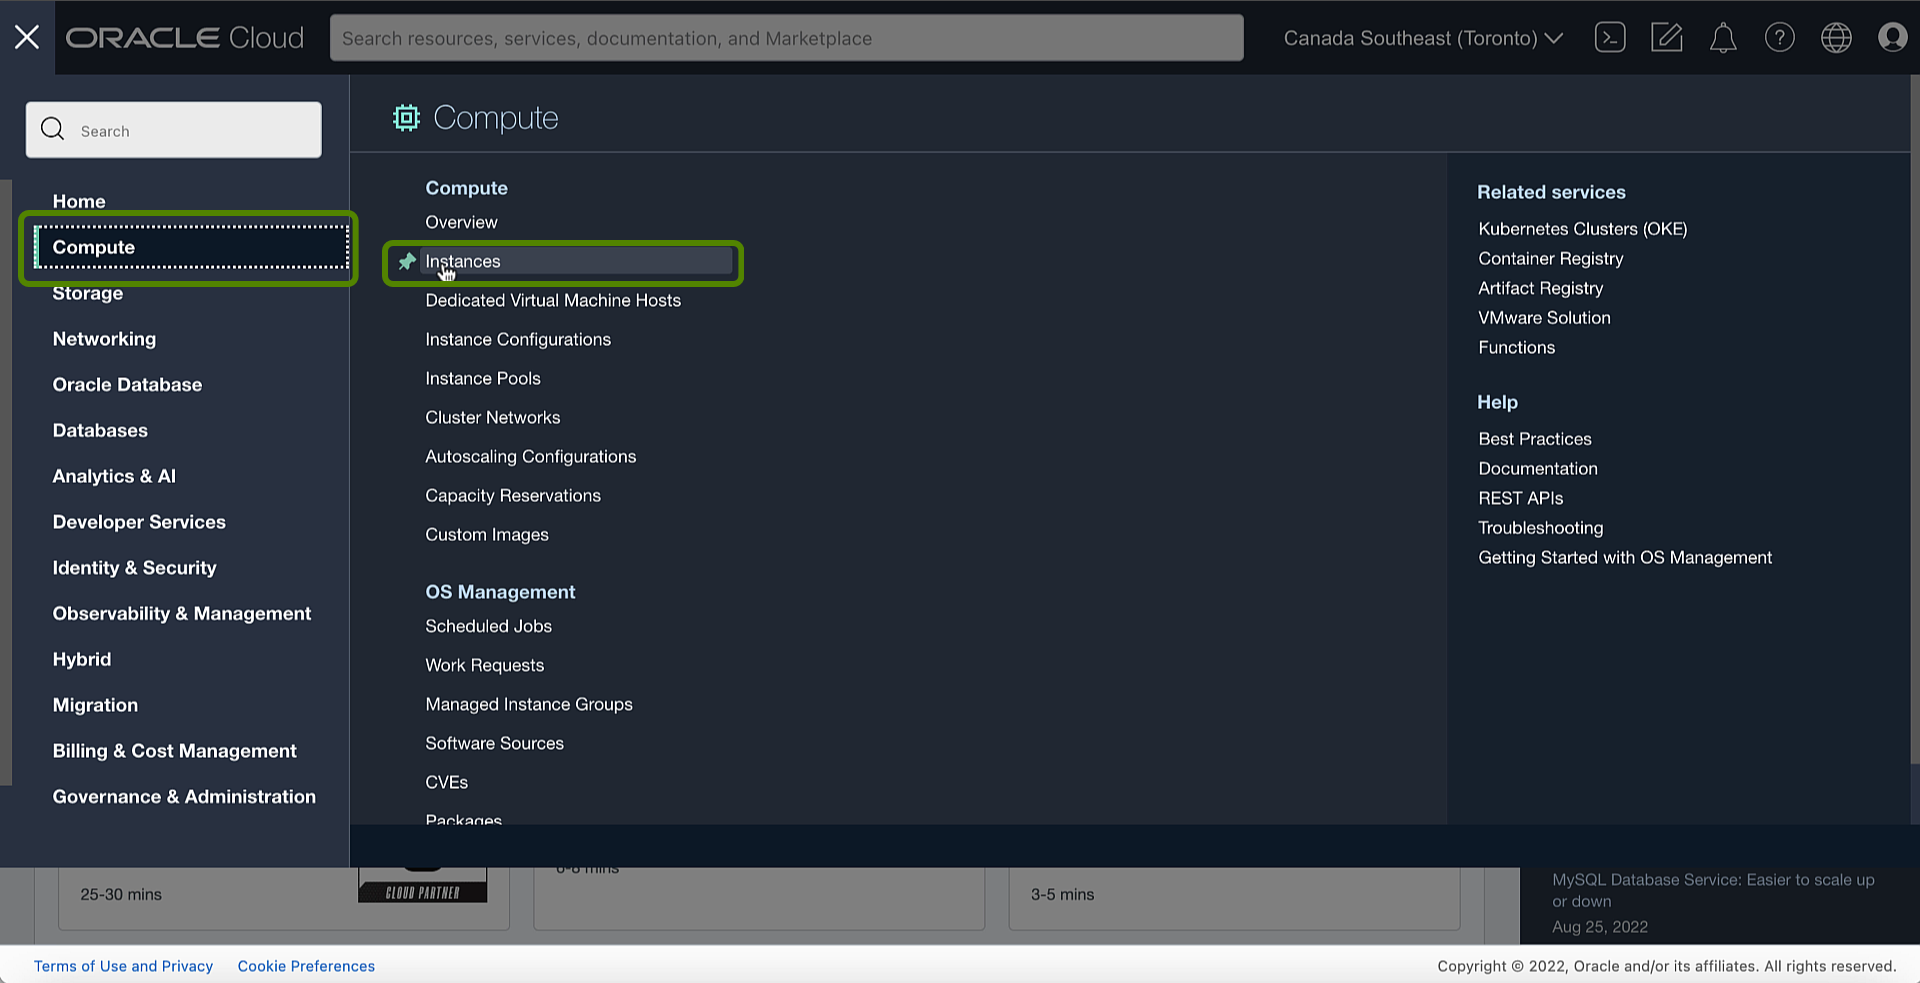 ORACLE Cloud
Search resources, services, documentation, and Marketplace
Canada Southeast (Toronto)
Search
Home
Compute
Storage
Networking
Oracle Database
Databases
Analytics & AI
Developer Services
Identity & Security
Observability & Management
Hybrid
Migration
Billing & Cost Management
Governance & Administration
Compute
Compute
Overview
Instances
Dedicated Virtual Machine Hosts
Instance Configurations
Instance Pools
Cluster Networks
Autoscaling Configurations
Capacity Reservations
Custom Images
OS Management
Scheduled Jobs
Work Requests
Managed Instance Groups
Software Sources
CVEs
Packages
Related services
Kubernetes Clusters (OKE)
Container Registry
Artifact Registry
VMware Solution
Functions
Help
Best Practices
Documentation
REST APIs
Troubleshooting
Getting Started with OS Management
25-30 mins
CLOUD PARTNER
mins
3-5 mins
MySQL Database Service: Easier to scale up
or down
Aug 25, 2022
Terms of Use and Privacy
Cookie Preferences
Copyright © 2022, Oracle and/or its affiliates. All rights reserved.